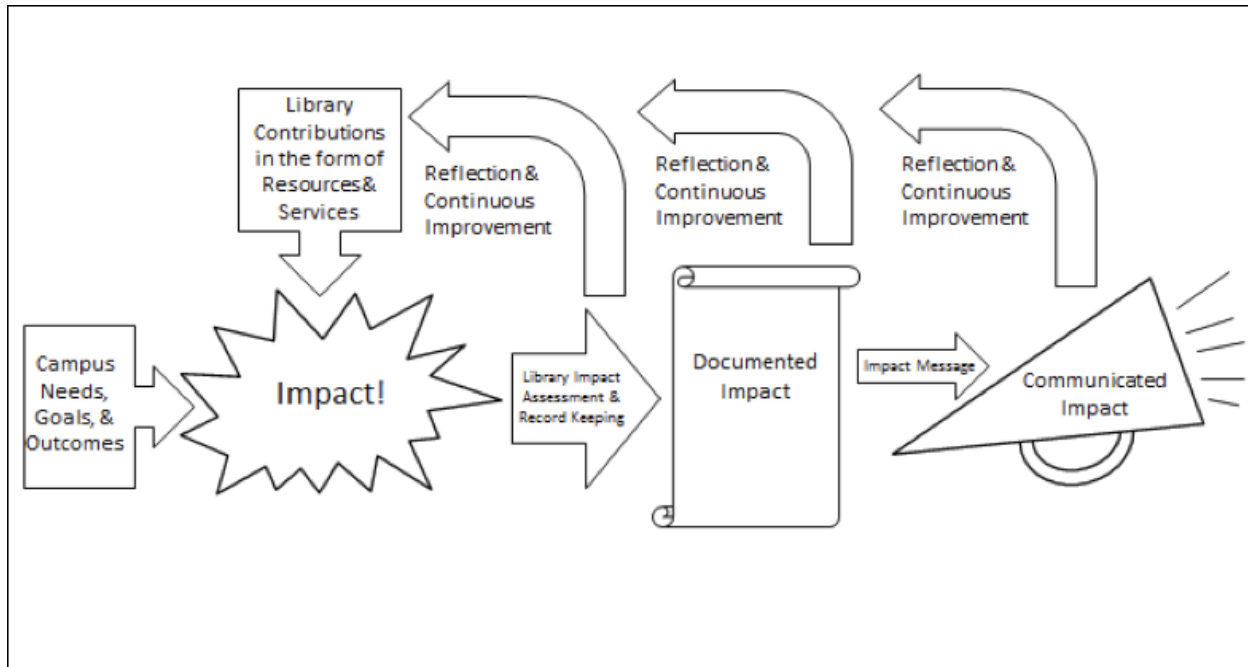 Library
Contributions
in the form of
Resources&
Services
Reflection &
Continuous
Improvement
Reflection &
Continuous
Improvement
Reflection &
Continuous
Improvement
Campus
Needs,
Goals, &
Outcomes
Impact!
Library Impact
Assessment &
Record Keeping
Documented
Impact
Impact Message
Communicated
Impact